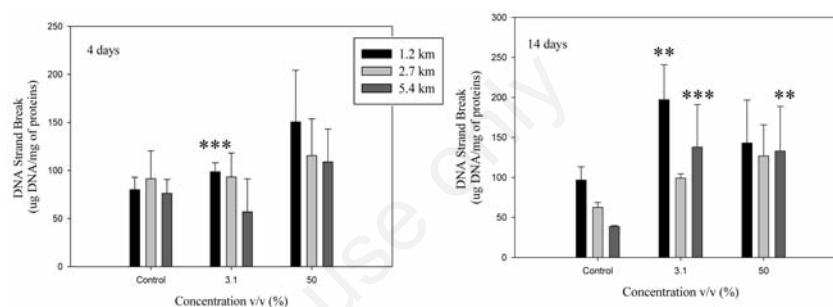 4 days
250
200
150
100
50
0
DNA Strand Break
(ug DNA/mg of proteins)
***
Control
3.1
50
Concentration v/v (%)
1.2 km
2.7 km
5.4 km
14 days
300
250
200
150
100
50
0
DNA Strand Break
(ug DNA/mg of proteins)
**
***
**
Control
3.1
50
Concentration v/v (%)
use only